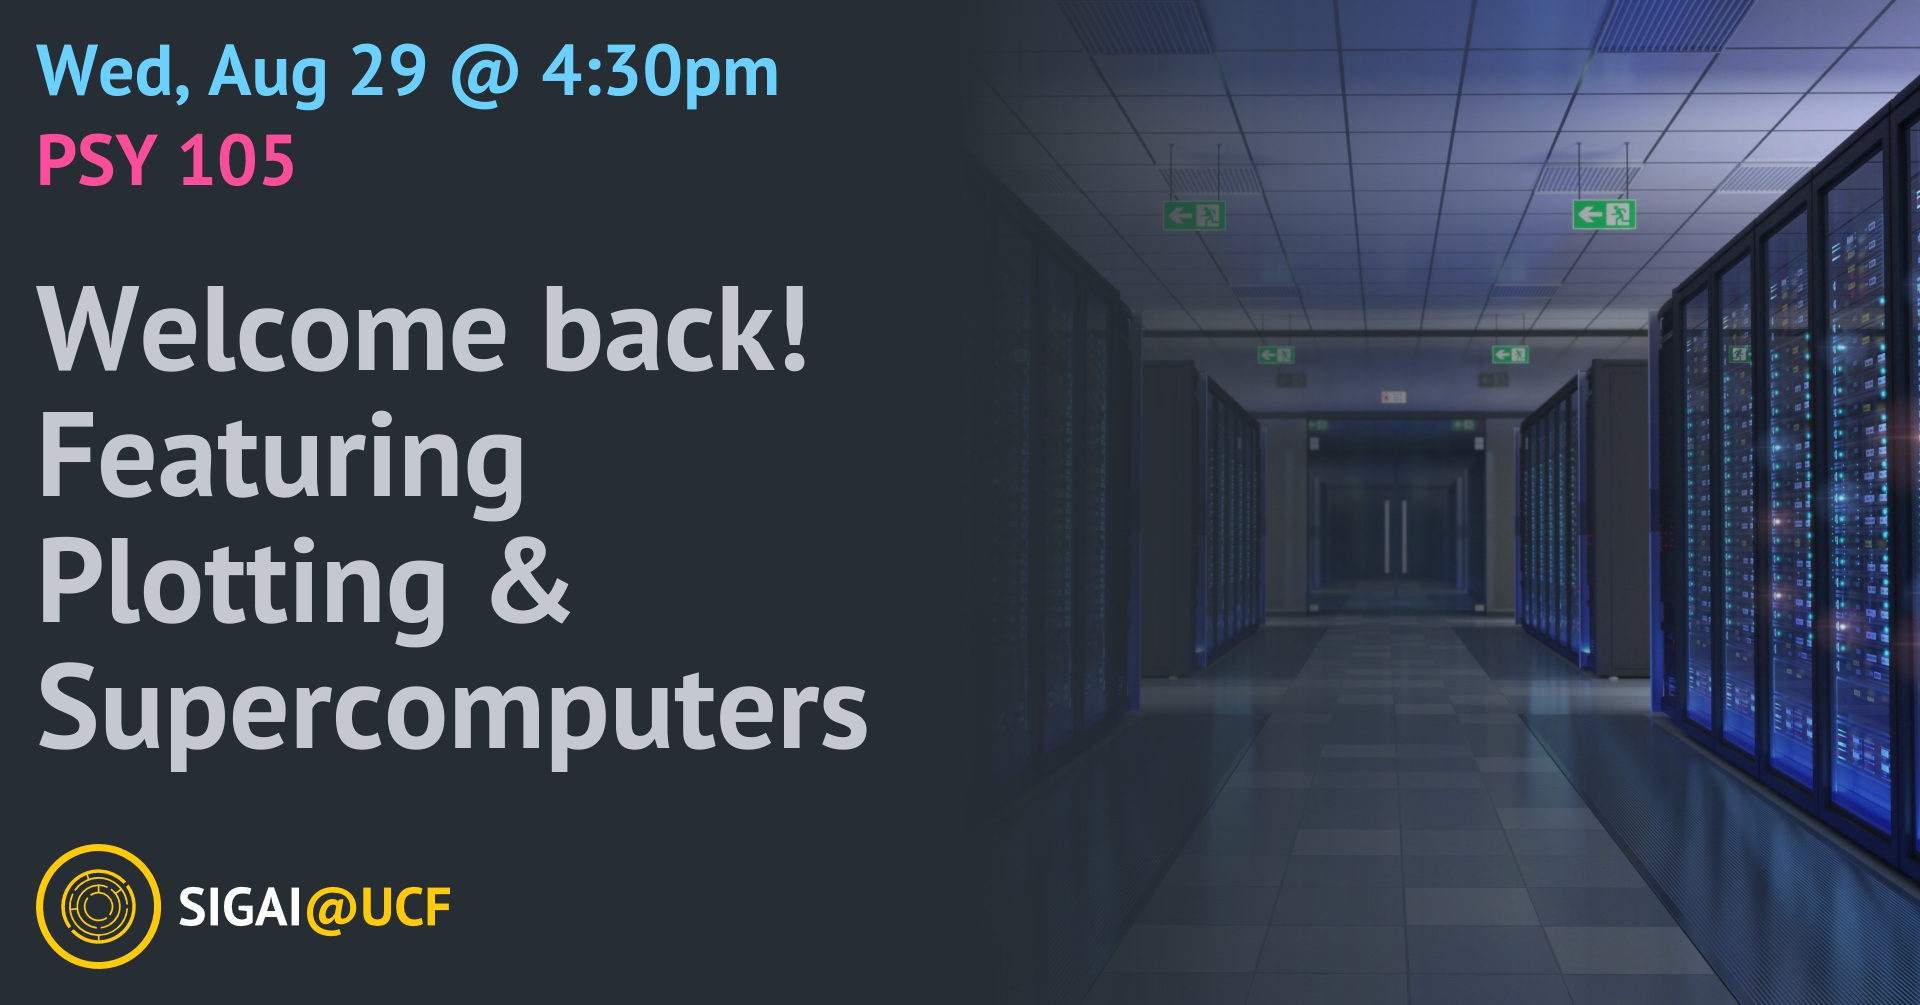 Wed, Aug 29 @ 4:30pm
PSY 105
Welcome back!
Featuring
Plotting &
Supercomputers
SIGAI@UCF